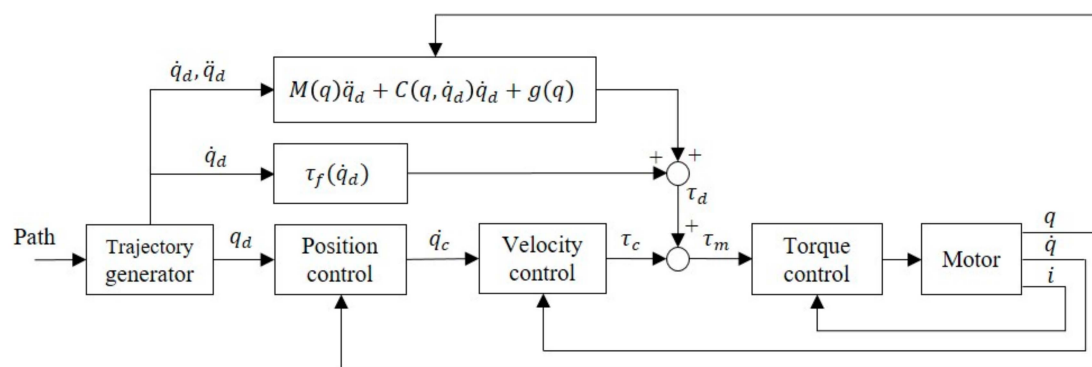 q̇_d, q̈_d
M(q)q̈_d + C(q, q̇_d)q̇_d + g(q)
q̇_d
τ_f(q̇_d)
+
+
τ_d
Path
Trajectory
generator
q_d
Position
control
q̇_c
Velocity
control
τ_c
+
τ_m
Torque
control
Motor
q
q̇
i